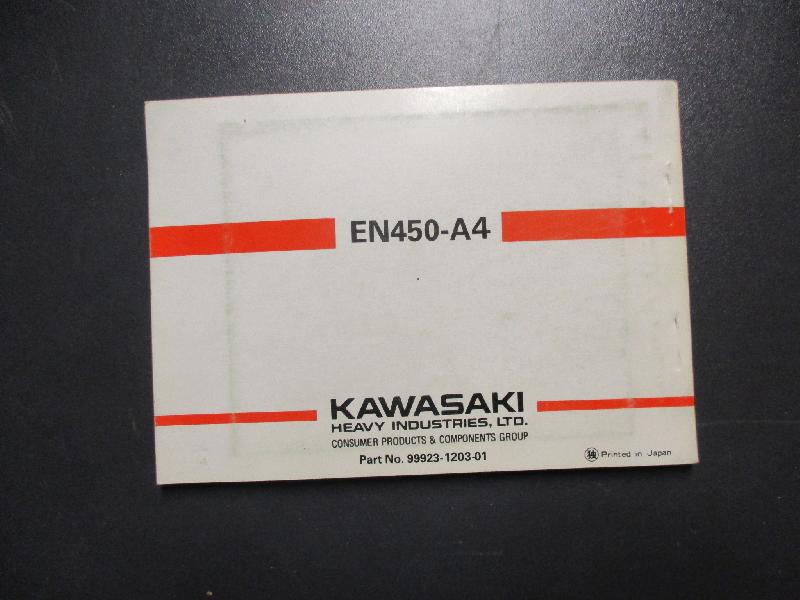 EN450-A4
KAWASAKI
HEAVY INDUSTRIES, LTD.
CONSUMER PRODUCTS & COMPONENTS GROUP
Part No. 99923-1203-01
Printed in Japan